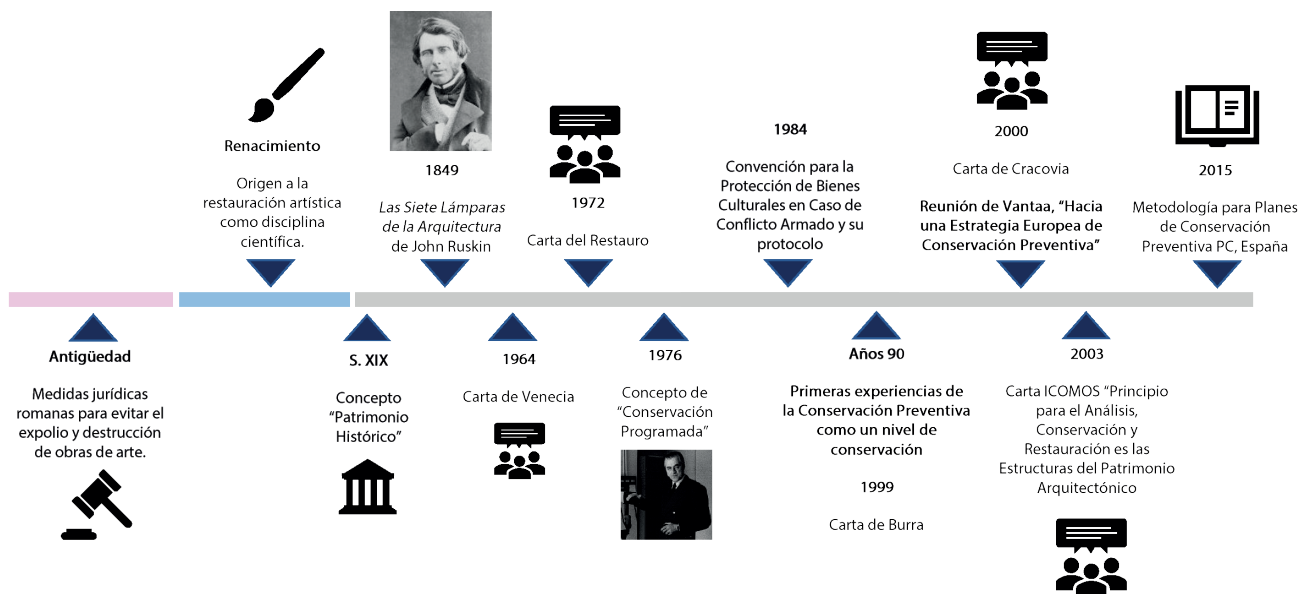 Renacimiento
Origen a la
restauración artística
como disciplina
científica.
1849
Las Siete Lámparas
de la Arquitectura
de John Ruskin
1972
Carta del Restauro
1984
Convención para la
Protección de Bienes
Culturales en Caso de
Conflicto Armado y su
protocolo
2000
Carta de Cracovia
Reunión de Vantaa, “Hacia
una Estrategia Europea de
Conservación Preventiva”
2015
Metodología para Planes
de Conservación
Preventiva PC, España
Antigüedad
Medidas jurídicas
romanas para evitar el
expolio y destrucción
de obras de arte.
S. XIX
Concepto
“Patrimonio
Histórico”
1964
Carta de Venecia
1976
Concepto de
“Conservación
Programada”
Años 90
Primeras experiencias de
la Conservación Preventiva
como un nivel de
conservación
1999
Carta de Burra
2003
Carta ICOMOS “Principio
para el Análisis,
Conservación y
Restauración es las
Estructuras del Patrimonio
Arquitectónico